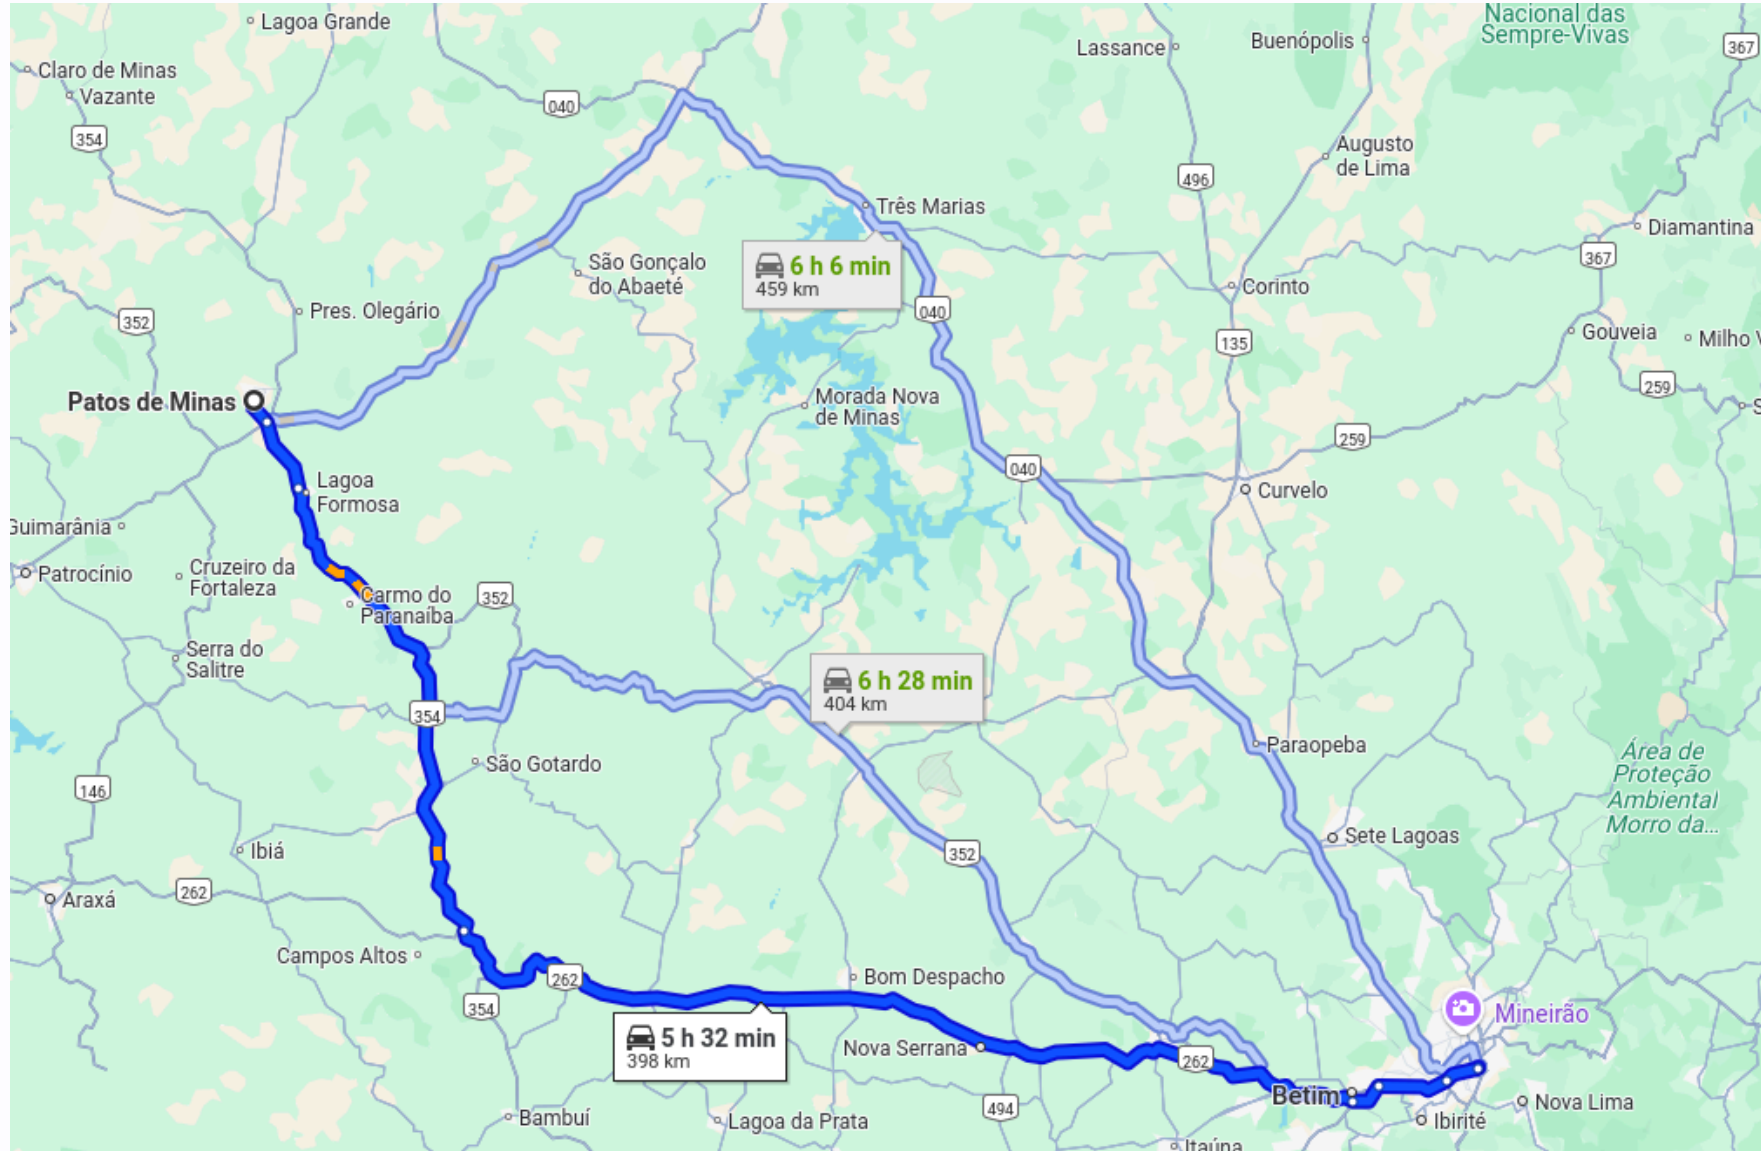 Lagoa Grande
Nacional das
Sempre-Vivas
Lassance
Buenópolis
367
Claro de Minas
Vazante
040
354
Augusto
de Lima
496
Três Marias
Diamantina
367
São Gonçalo
do Abaeté
6 h 6 min
459 km
Corinto
Pres. Olegário
040
352
Gouveia
Milho V
135
259
Patos de Minas
Morada Nova
de Minas
259
040
Lagoa
Formosa
Curvelo
Guimarânia
Patrocínio
Cruzeiro da
Fortaleza
Carmo do
Paranaíba
352
Serra do
Salitre
6 h 28 min
404 km
354
Paraopeba
São Gotardo
Área de
Proteção
Ambiental
Morro da...
146
Sete Lagoas
Ibiá
352
262
Araxá
Campos Altos
262
Bom Despacho
354
Mineirão
5 h 32 min
398 km
Nova Serrana
262
Betim
494
Nova Lima
Bambuí
Lagoa da Prata
Ibirité
Itaúna